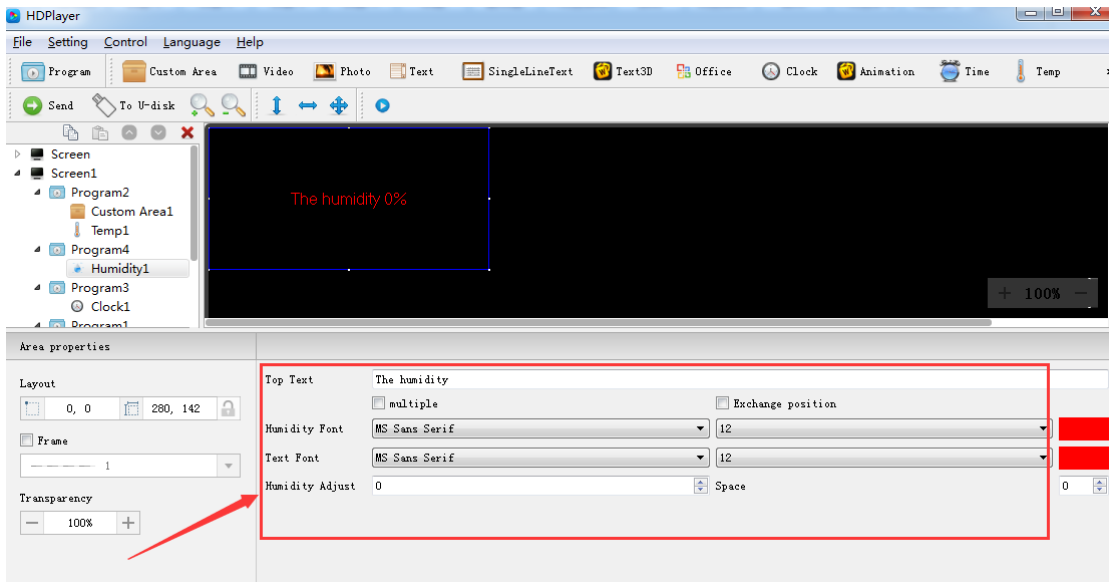 HDPlayer
File Setting Control Language Help
Program Custom Area Video Photo Text SingleLineText Text3D Office Clock Animation Time Temp
Send To U-disk
Screen
Screen1
Program2
Custom Area1
Temp1
Program4
Humidity1
Program3
Clock1
Program1
The humidity 0%
+ 100% −
Area properties
Layout
0, 0 280, 142
Frame
1
Transparency
− 100% +
Top Text The humidity
multiple Exchange position
Humidity Font MS Sans Serif 12
Text Font MS Sans Serif 12
Humidity Adjust 0 Space 0